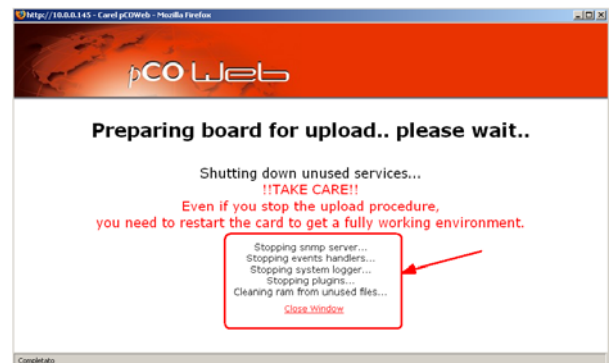 http://10.0.0.145 - Carel pCOWeb - Mozilla Firefox
pCO Web
Preparing board for upload.. please wait..
Shutting down unused services...
!!TAKE CARE!!
Even if you stop the upload procedure,
you need to restart the card to get a fully working environment.
Stopping snmp server...
Stopping events handlers...
Stopping system logger...
Stopping plugins...
Cleaning ram from unused files...
Close Window
Completato